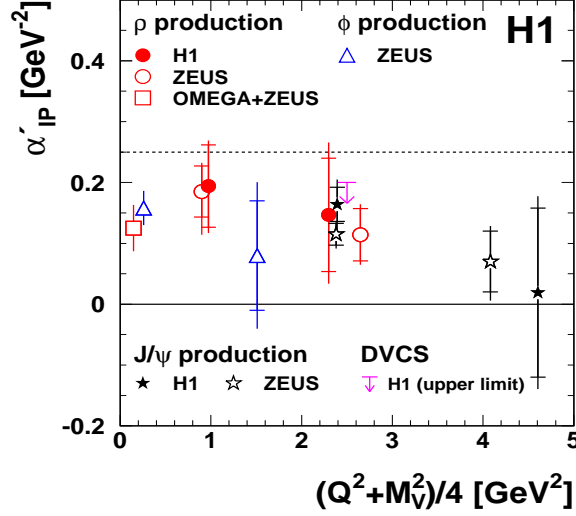 ρ production
ϕ production
H1
H1
ZEUS
ZEUS
OMEGA+ZEUS
α′IP [GeV-2]
0.4
0.2
0
-0.2
J/ψ production
DVCS
H1
ZEUS
H1 (upper limit)
0
1
2
3
4
5
(Q2+M2V)/4 [GeV2]